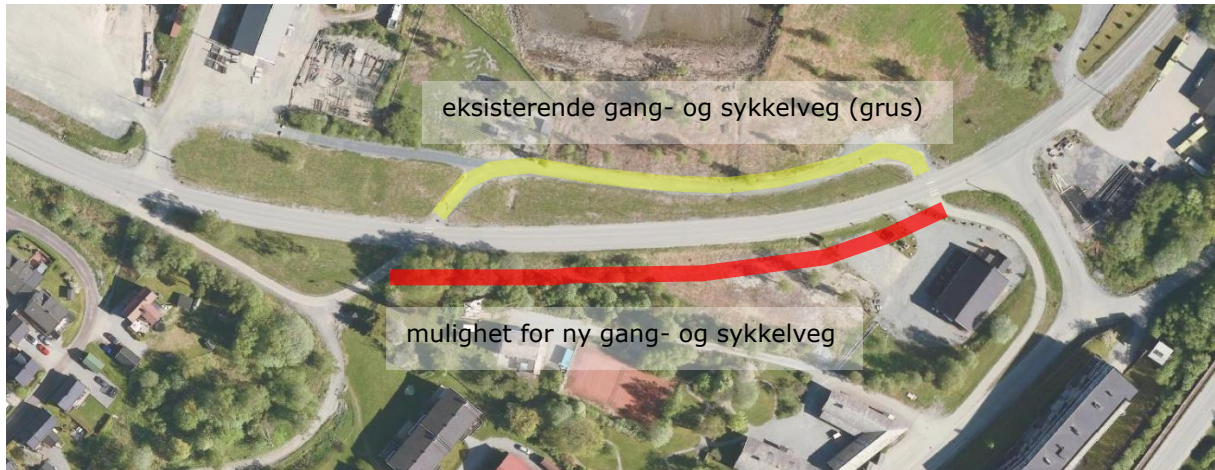 eksisterende gang- og sykkelveg (grus)
mulighet for ny gang- og sykkelveg